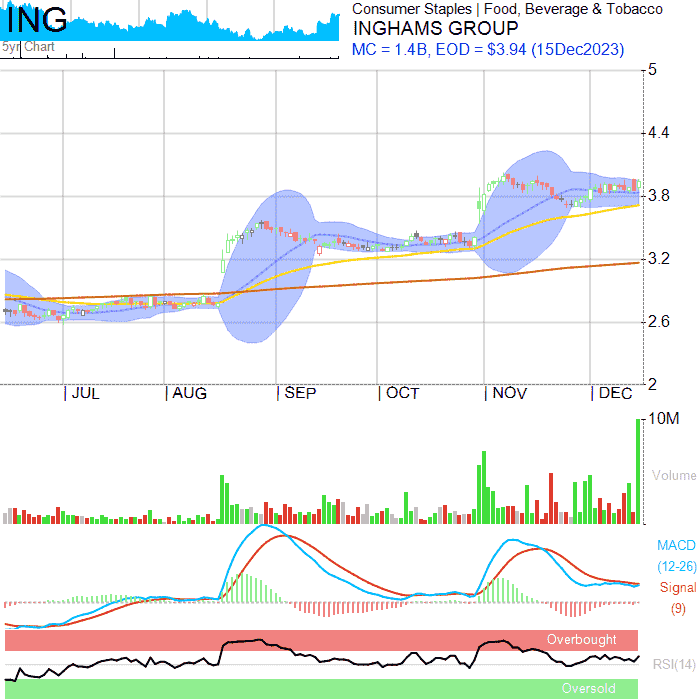 ING
5yr Chart
Consumer Staples | Food, Beverage & Tobacco
INGHAMS GROUP
MC = 1.4B, EOD = $3.94 (15Dec2023)
5
4.4
3.8
3.2
2.6
2
JUL
AUG
SEP
OCT
NOV
DEC
10M
Volume
MACD
(12-26)
Signal
(9)
Overbought
RSI(14)
Oversold